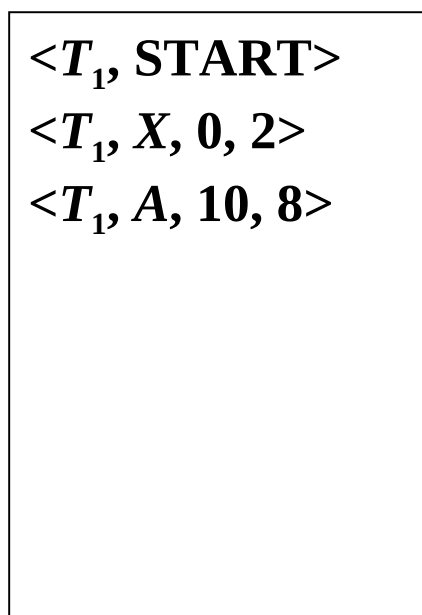 <T₁, START>
<T₁, X, 0, 2>
<T₁, A, 10, 8>